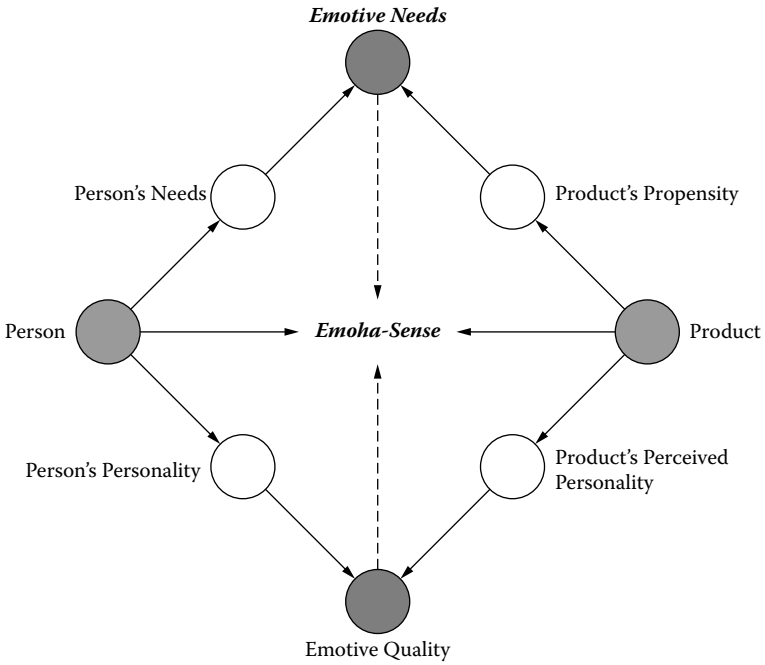 Emotive Needs
Person’s Needs
Product’s Propensity
Person
Emoha-Sense
Product
Person’s Personality
Product’s Perceived
Personality
Emotive Quality